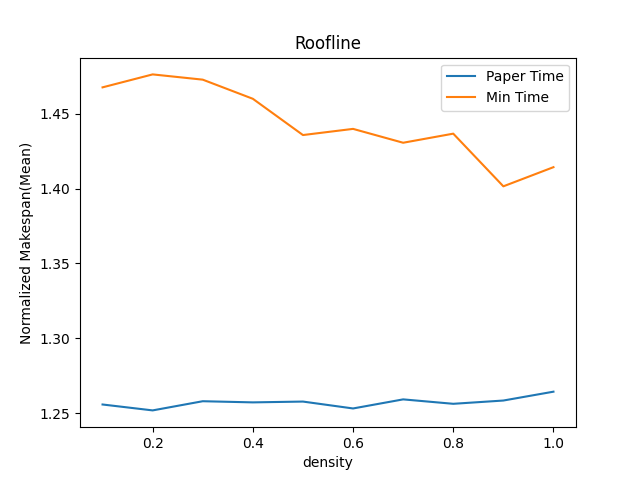 Roofline
Paper Time
Min Time
Normalized Makespan(Mean)
1.45
1.40
1.35
1.30
1.25
0.2 0.4 0.6 0.8 1.0
density